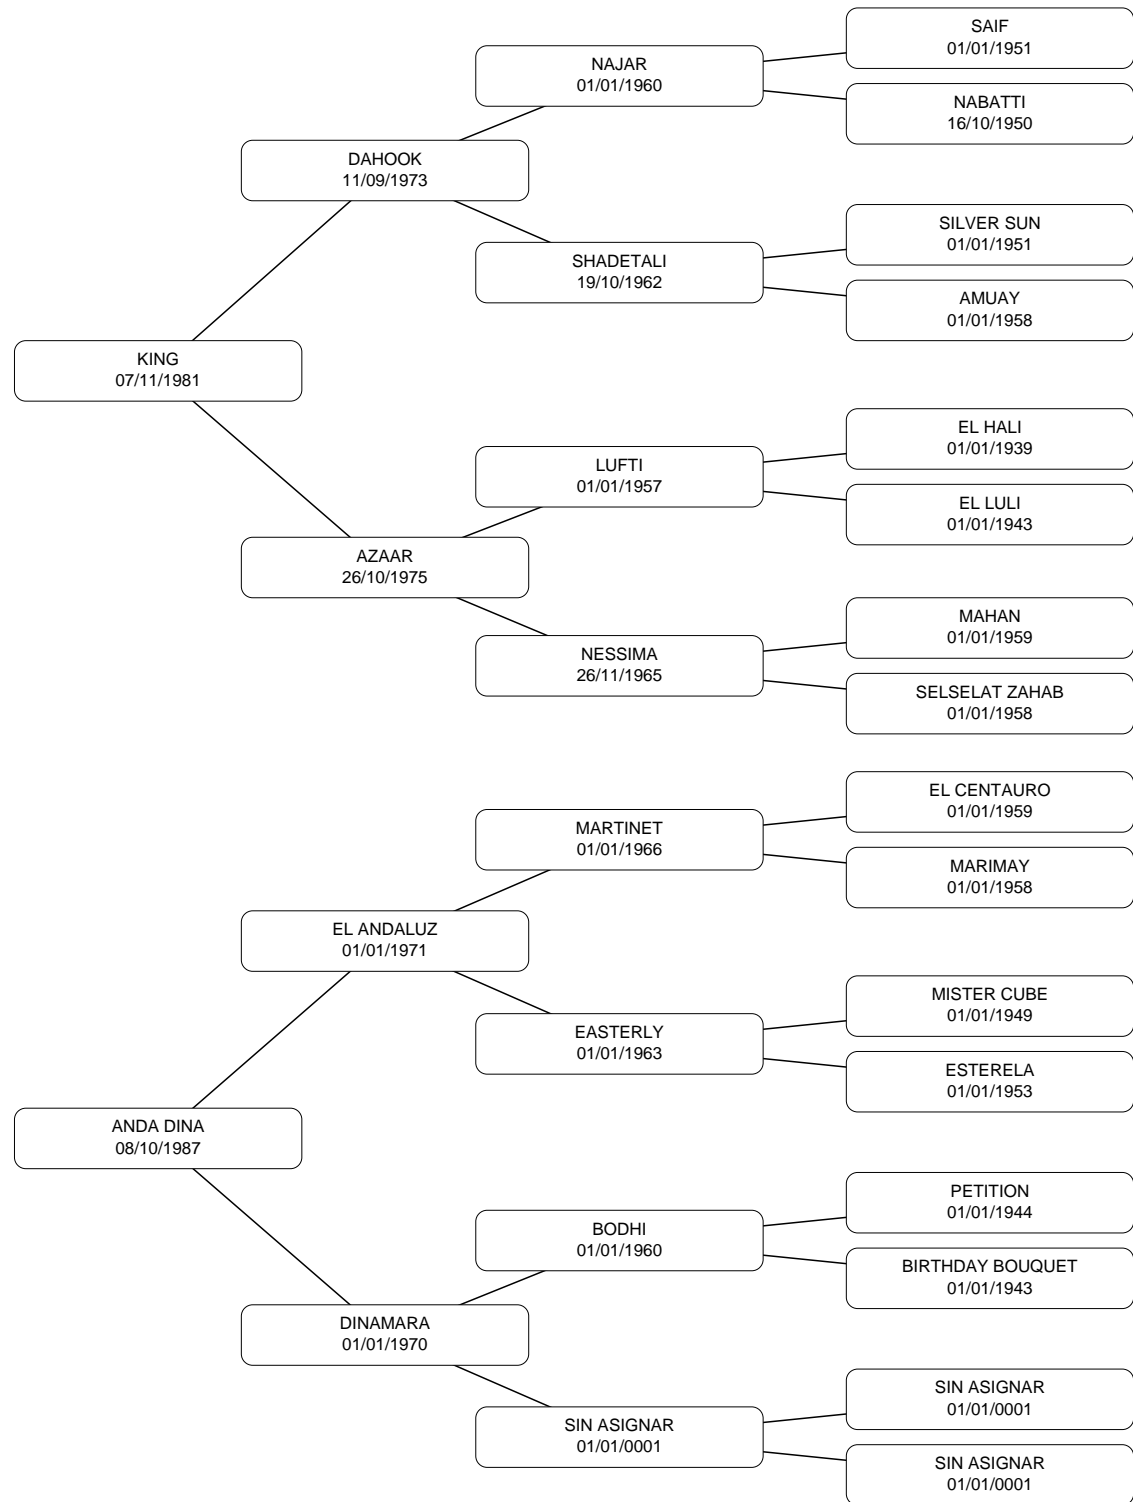 SAIF
01/01/1951
NAJAR
01/01/1960
NABATTI
16/10/1950
DAHOOK
11/09/1973
SILVER SUN
01/01/1951
SHADETALI
19/10/1962
AMUAY
01/01/1958
KING
07/11/1981
EL HALI
01/01/1939
LUFTI
01/01/1957
EL LULI
01/01/1943
AZAAR
26/10/1975
MAHAN
01/01/1959
NESSIMA
26/11/1965
SELSELAT ZAHAB
01/01/1958
EL CENTAURO
01/01/1959
MARTINET
01/01/1966
MARIMAY
01/01/1958
EL ANDALUZ
01/01/1971
MISTER CUBE
01/01/1949
EASTERLY
01/01/1963
ESTERELA
01/01/1953
ANDA DINA
08/10/1987
PETITION
01/01/1944
BODHI
01/01/1960
BIRTHDAY BOUQUET
01/01/1943
DINAMARA
01/01/1970
SIN ASIGNAR
01/01/0001
SIN ASIGNAR
01/01/0001
SIN ASIGNAR
01/01/0001